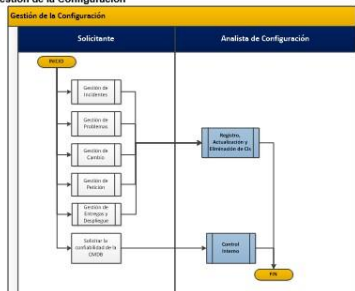 Gestión de la Configuración
Gestión de la Configuración
Solicitante
Analista de Configuración
INICIO
Gestión de
Incidentes
Gestión de
Problemas
Gestión de
Cambio
Gestión de
Petición
Gestión de
Entregas y
Despliegue
Solicitar la
confiabilidad de la
CMDB
Registro,
Actualización y
Eliminación de CIs
Control
Interno
FIN